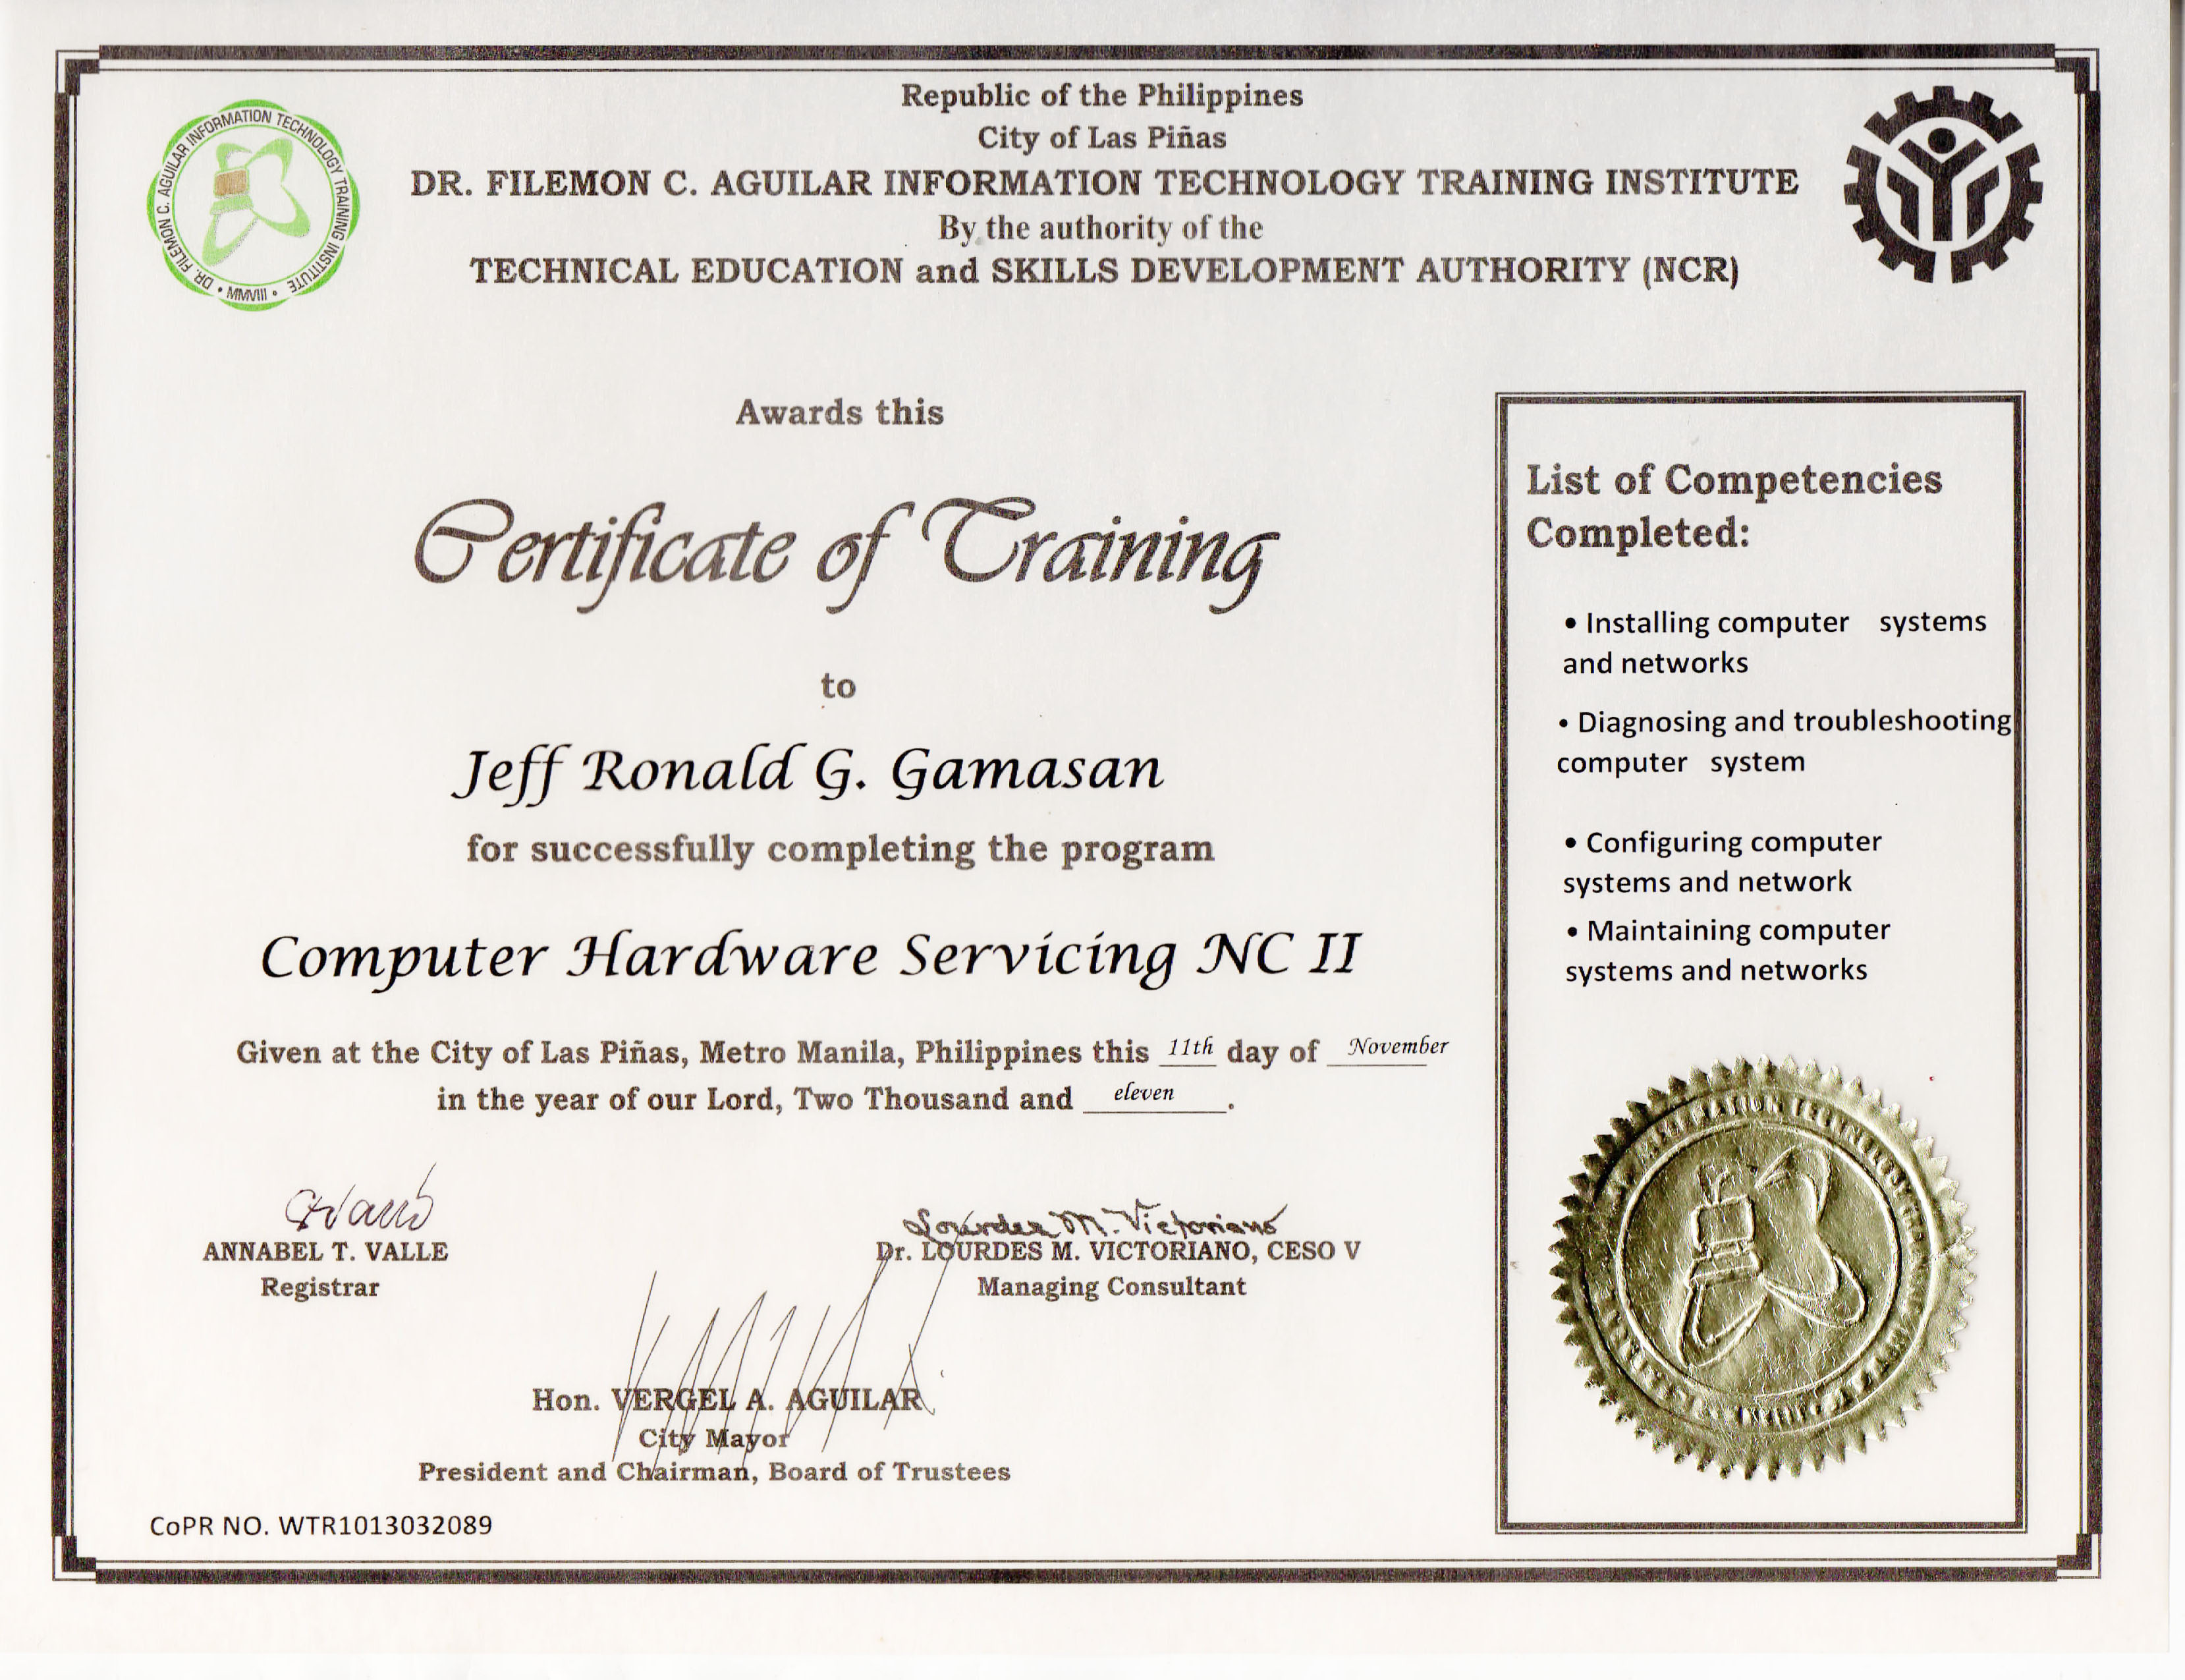 Republic of the Philippines
City of Las Piñas
DR. FILEMON C. AGUILAR INFORMATION TECHNOLOGY TRAINING INSTITUTE
By the authority of the
TECHNICAL EDUCATION and SKILLS DEVELOPMENT AUTHORITY (NCR)
DR. FILEMON C. AGUILAR INFORMATION TECHNOLOGY TRAINING INSTITUTE
• MMVIII •
Awards this
Certificate of Training
to
Jeff Ronald G. Gamasan
for successfully completing the program
Computer Hardware Servicing NC II
Given at the City of Las Piñas, Metro Manila, Philippines this 11th day of November
in the year of our Lord, Two Thousand and eleven.
Lourdes M. Victoriano
ANNABEL T. VALLE
Registrar
Dr. LOURDES M. VICTORIANO, CESO V
Managing Consultant
Hon. VERGEL A. AGUILAR
City Mayor
President and Chairman, Board of Trustees
CoPR NO. WTR1013032089
List of Competencies
Completed:
• Installing computer systems
and networks
• Diagnosing and troubleshooting
computer system
• Configuring computer
systems and network
• Maintaining computer
systems and networks